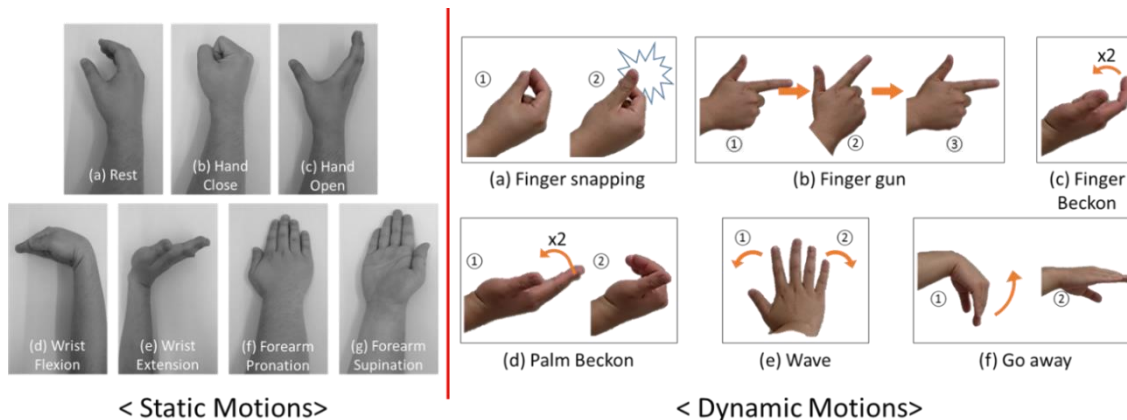 (a) Rest
(b) Hand
Close
(c) Hand
Open
(d) Wrist
Flexion
(e) Wrist
Extension
(f) Forearm
Pronation
(g) Forearm
Supination
< Static Motions>
① ②
(a) Finger snapping
① ② ③
(b) Finger gun
x2
(c) Finger
Beckon
① x2 ②
(d) Palm Beckon
① ②
(e) Wave
① ②
(f) Go away
< Dynamic Motions>